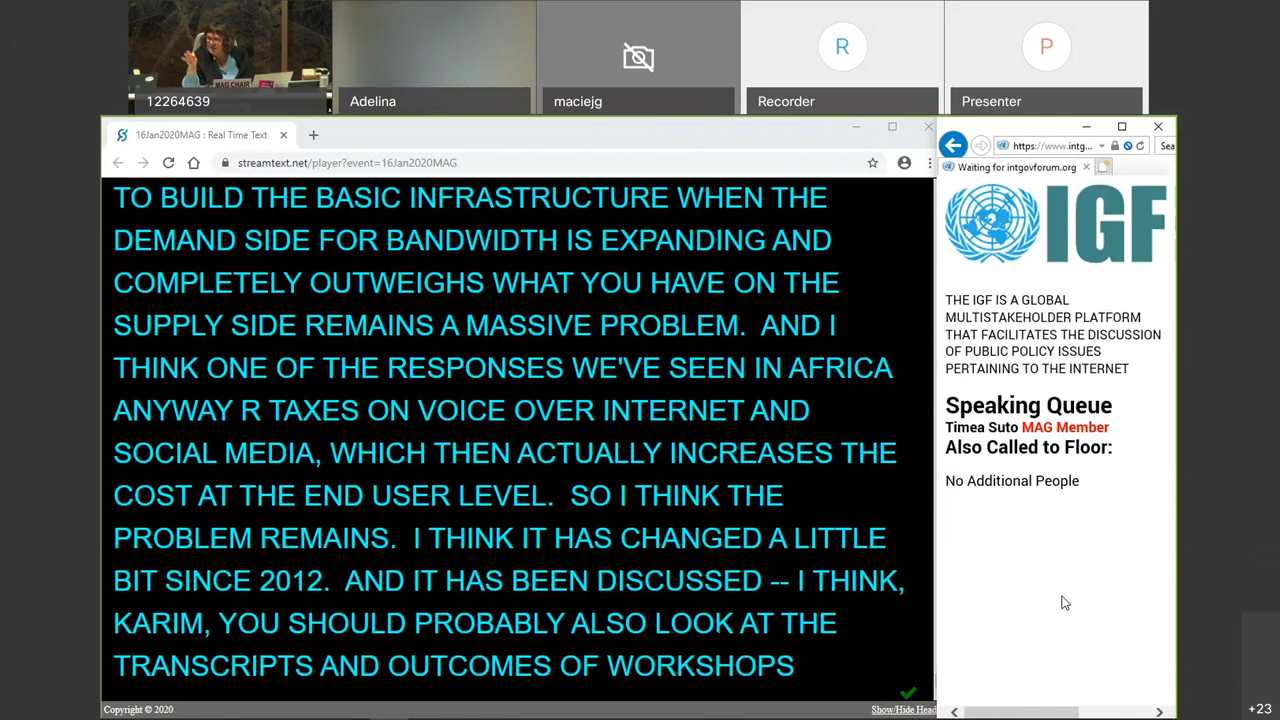 MAG CHAIR
12264639
Adelina
maciejg
R
Recorder
P
Presenter
16Jan2020MAG : Real Time Text
streamtext.net/player?event=16Jan2020MAG
TO BUILD THE BASIC INFRASTRUCTURE WHEN THE
DEMAND SIDE FOR BANDWIDTH IS EXPANDING AND
COMPLETELY OUTWEIGHS WHAT YOU HAVE ON THE
SUPPLY SIDE REMAINS A MASSIVE PROBLEM.  AND I
THINK ONE OF THE RESPONSES WE'VE SEEN IN AFRICA
ANYWAY R TAXES ON VOICE OVER INTERNET AND
SOCIAL MEDIA, WHICH THEN ACTUALLY INCREASES THE
COST AT THE END USER LEVEL.  SO I THINK THE
PROBLEM REMAINS.  I THINK IT HAS CHANGED A LITTLE
BIT SINCE 2012.  AND IT HAS BEEN DISCUSSED -- I THINK,
KARIM, YOU SHOULD PROBABLY ALSO LOOK AT THE
TRANSCRIPTS AND OUTCOMES OF WORKSHOPS
Copyright © 2020
Show/Hide Head
https://www.intg...
Sea
Waiting for intgovforum.org
IGF
THE IGF IS A GLOBAL
MULTISTAKEHOLDER PLATFORM
THAT FACILITATES THE DISCUSSION
OF PUBLIC POLICY ISSUES
PERTAINING TO THE INTERNET
Speaking Queue
Timea Suto MAG Member
Also Called to Floor:
No Additional People
+23